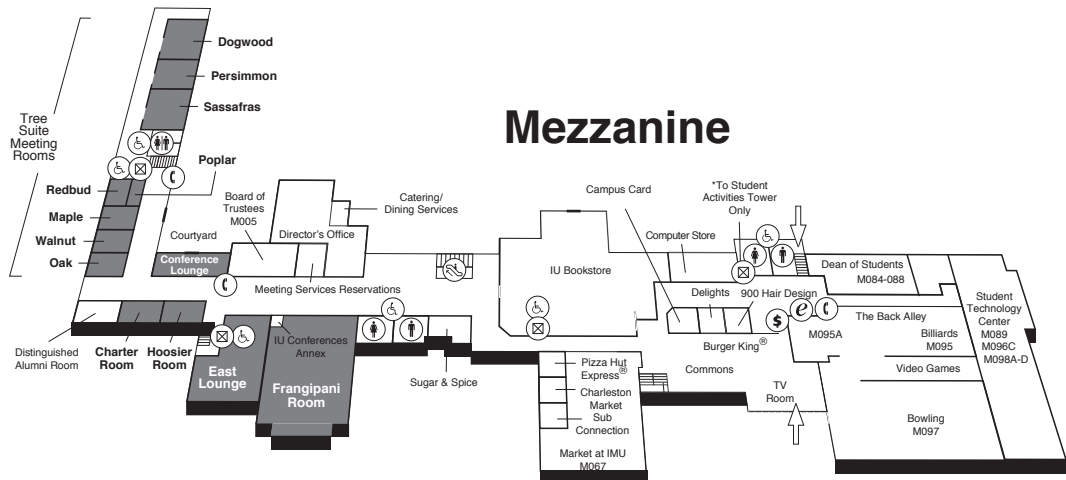 Mezzanine
Dogwood
Persimmon
Sassafras
Tree
Suite
Meeting
Rooms
Poplar
Redbud
Maple
Walnut
Oak
Board of
Trustees
M005
Catering/
Dining Services
Courtyard
Director's Office
Conference
Lounge
Meeting Services Reservations
Campus Card
*To Student
Activities Tower
Only
Computer Store
IU Bookstore
Dean of Students
M084-088
Delights
900 Hair Design
$
e
Student
Technology
Center
M089
M096C
M098A-D
The Back Alley
M095A
Billiards
M095
Burger King®
Video Games
Commons
TV
Room
Bowling
M097
Distinguished
Alumni Room
Charter
Room
Hoosier
Room
East
Lounge
IU Conferences
Annex
Frangipani
Room
Sugar & Spice
Pizza Hut
Express®
Charleston
Market
Sub
Connection
Market at IMU
M067